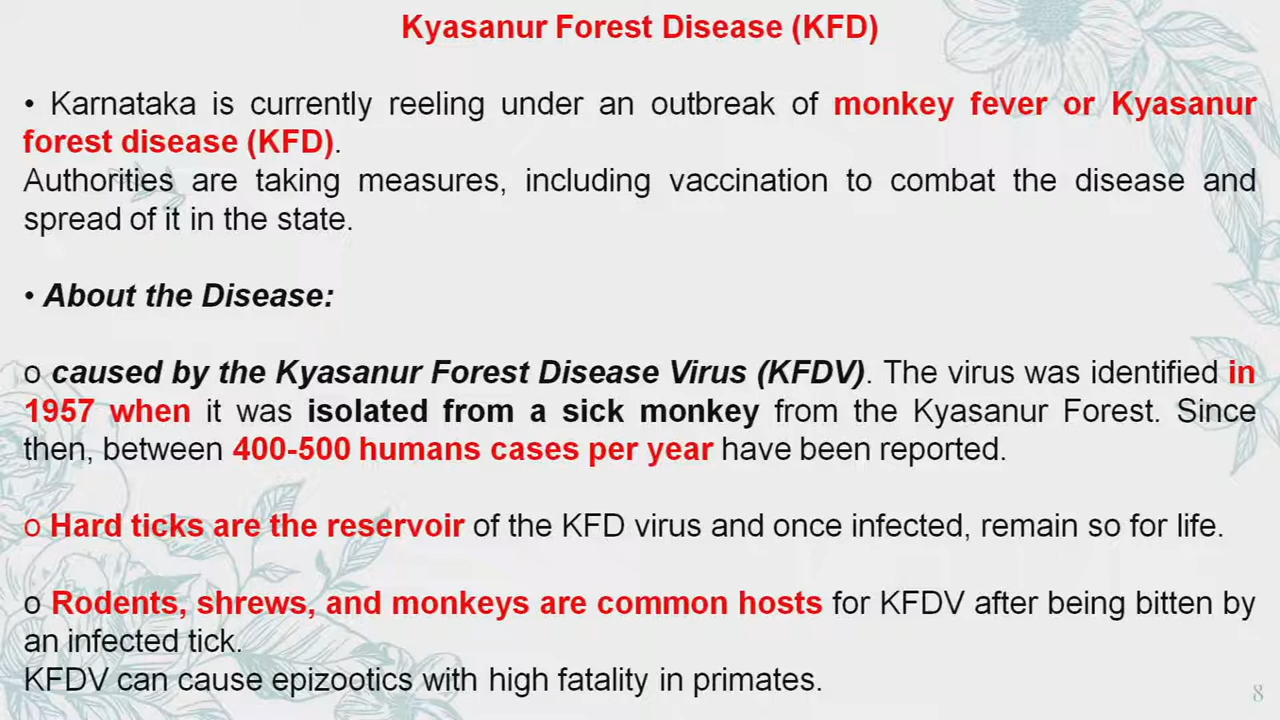 Kyasanur Forest Disease (KFD)
• Karnataka is currently reeling under an outbreak of monkey fever or Kyasanur
forest disease (KFD).
Authorities are taking measures, including vaccination to combat the disease and
spread of it in the state.
• About the Disease:
o caused by the Kyasanur Forest Disease Virus (KFDV). The virus was identified in
1957 when it was isolated from a sick monkey from the Kyasanur Forest. Since
then, between 400-500 humans cases per year have been reported.
o Hard ticks are the reservoir of the KFD virus and once infected, remain so for life.
o Rodents, shrews, and monkeys are common hosts for KFDV after being bitten by
an infected tick.
KFDV can cause epizootics with high fatality in primates.
8